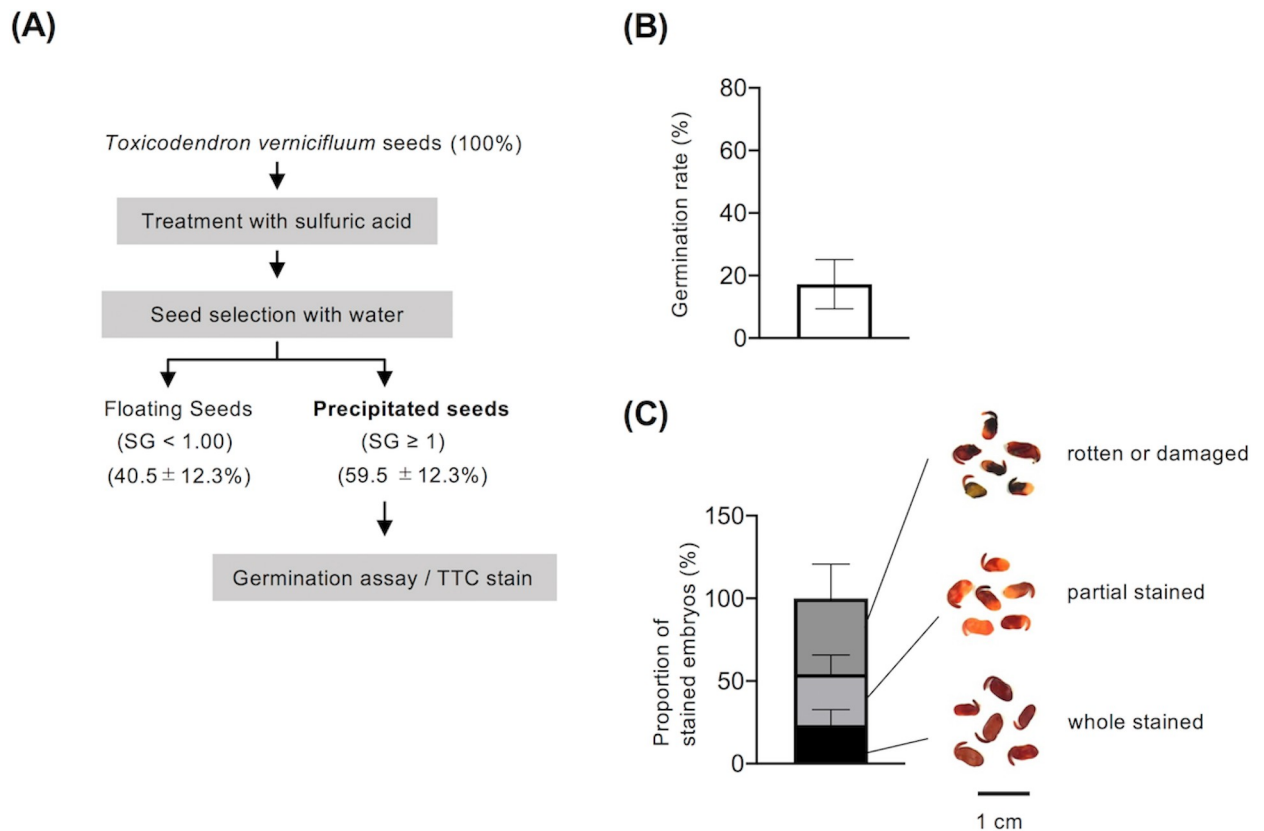 (A)
Toxicodendron vernicifluum seeds (100%)
Treatment with sulfuric acid
Seed selection with water
Floating Seeds
(SG < 1.00)
(40.5 ± 12.3%)
Precipitated seeds
(SG ≥ 1)
(59.5 ± 12.3%)
Germination assay / TTC stain
(B)
Germination rate (%)
80
60
40
20
0
(C)
Proportion of
stained embryos (%)
150
100
50
0
rotten or damaged
partial stained
whole stained
1 cm